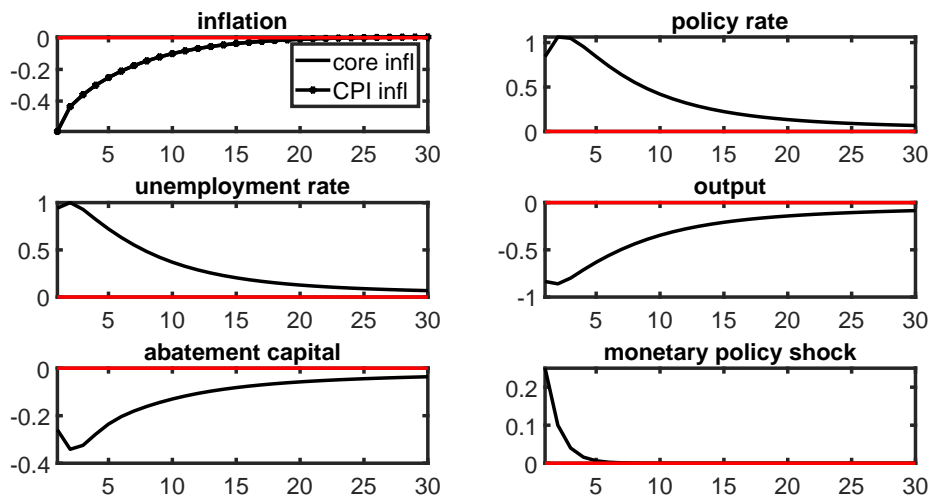 inflation
0
-0.2
-0.4
core infl
CPI infl
5 10 15 20 25 30
policy rate
1
0.5
0
5 10 15 20 25 30
unemployment rate
1
0.5
0
5 10 15 20 25 30
output
0
-0.5
-1
5 10 15 20 25 30
abatement capital
0
-0.2
-0.4
5 10 15 20 25 30
monetary policy shock
0.2
0.1
0
5 10 15 20 25 30